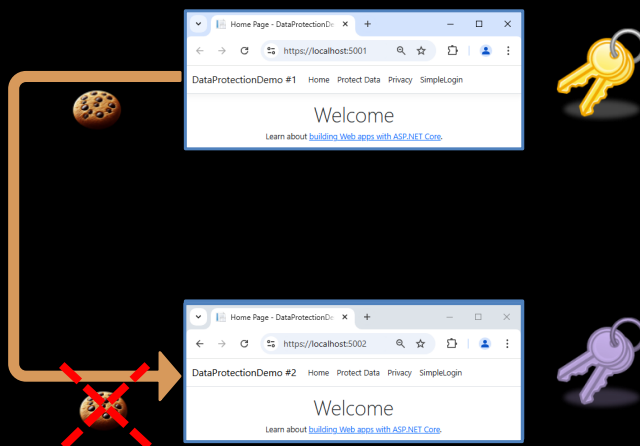 Home Page - DataProtectionDe
https://localhost:5001
DataProtectionDemo #1 Home Protect Data Privacy SimpleLogin
Welcome
Learn about building Web apps with ASP.NET Core.
Home Page - DataProtectionDe
https://localhost:5002
DataProtectionDemo #2 Home Protect Data Privacy SimpleLogin
Welcome
Learn about building Web apps with ASP.NET Core.